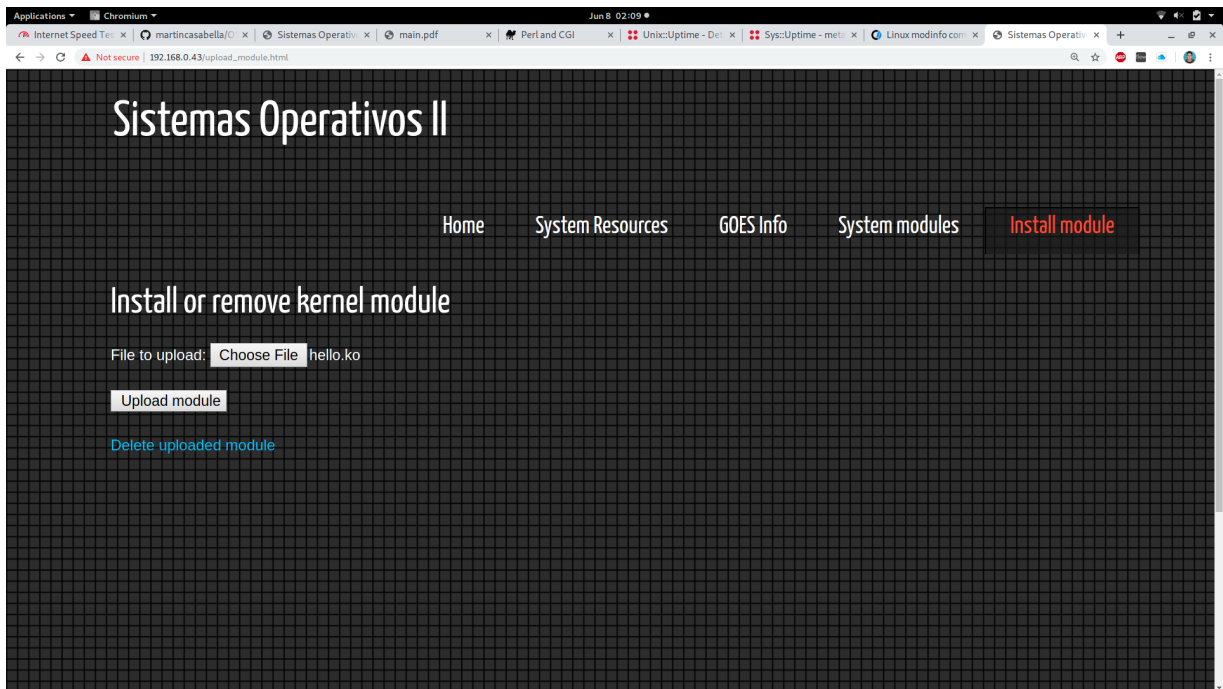 Applications Chromium Jun 8 02:09
Internet Speed Te martincasabella/O Sistemas Operativ main.pdf Perl and CGI Unix::Uptime - Det Sys::Uptime - meta Linux modinfo com Sistemas Operativ
Not secure 192.168.0.43/upload_module.html ABP
Sistemas Operativos II
Home System Resources GOES Info System modules Install module
Install or remove kernel module
File to upload: Choose File hello.ko
Upload module
Delete uploaded module